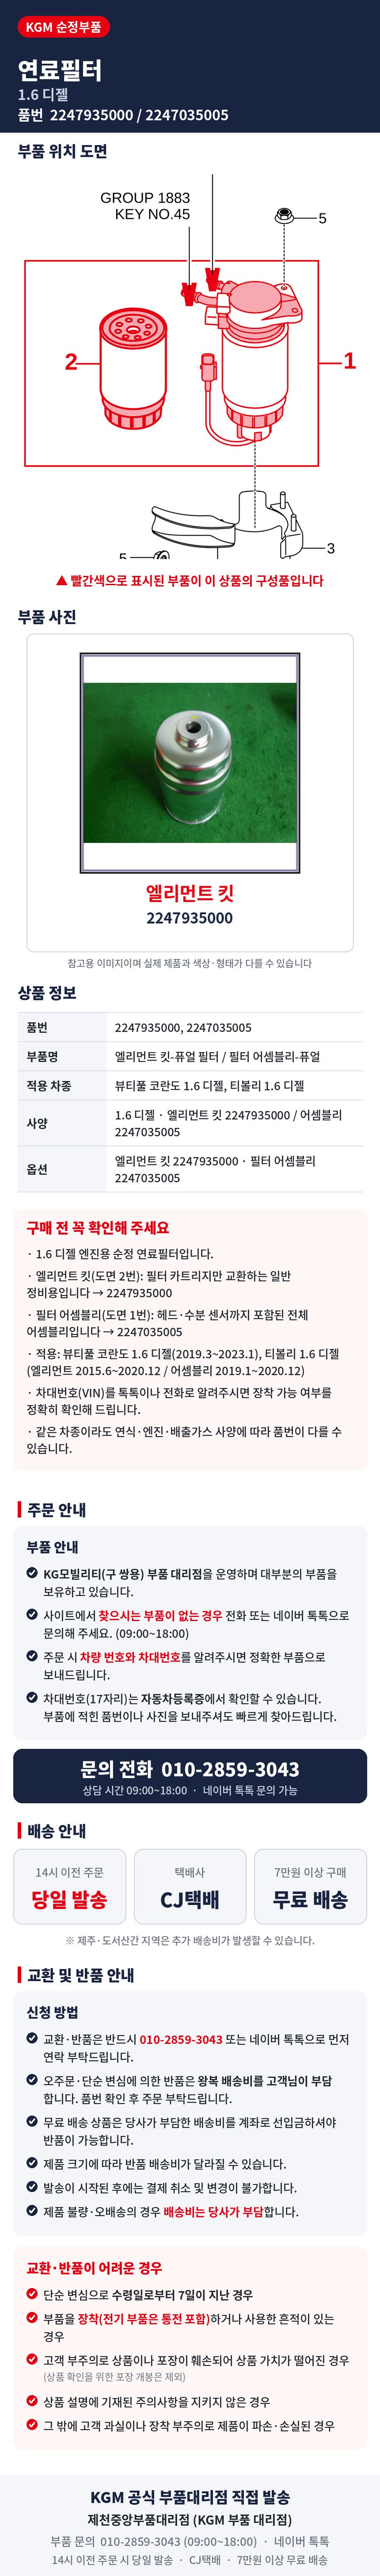 KGM 순정부품
연료필터
1.6 디젤
품번 2247935000 / 2247035005
부품 위치 도면
GROUP 1883
KEY NO.45
5
2
1
3
5
▲ 빨간색으로 표시된 부품이 이 상품의 구성품입니다
부품 사진
엘리먼트 킷
2247935000
참고용 이미지이며 실제 제품과 색상·형태가 다를 수 있습니다
상품 정보
품번 2247935000, 2247035005
부품명 엘리먼트 킷-퓨얼 필터 / 필터 어셈블리-퓨얼
적용 차종 뷰티풀 코란도 1.6 디젤, 티볼리 1.6 디젤
사양 1.6 디젤 · 엘리먼트 킷 2247935000 / 어셈블리
2247035005
옵션 엘리먼트 킷 2247935000 · 필터 어셈블리
2247035005
구매 전 꼭 확인해 주세요
· 1.6 디젤 엔진용 순정 연료필터입니다.
· 엘리먼트 킷(도면 2번): 필터 카트리지만 교환하는 일반
정비용입니다 → 2247935000
· 필터 어셈블리(도면 1번): 헤드·수분 센서까지 포함된 전체
어셈블리입니다 → 2247035005
· 적용: 뷰티풀 코란도 1.6 디젤(2019.3~2023.1), 티볼리 1.6 디젤
(엘리먼트 2015.6~2020.12 / 어셈블리 2019.1~2020.12)
· 차대번호(VIN)를 톡톡이나 전화로 알려주시면 장착 가능 여부를
정확히 확인해 드립니다.
· 같은 차종이라도 연식·엔진·배출가스 사양에 따라 품번이 다를 수
있습니다.
주문 안내
부품 안내
KG모빌리티(구 쌍용) 부품 대리점을 운영하며 대부분의 부품을
보유하고 있습니다.
사이트에서 찾으시는 부품이 없는 경우 전화 또는 네이버 톡톡으로
문의해 주세요. (09:00~18:00)
주문 시 차량 번호와 차대번호를 알려주시면 정확한 부품으로
보내드립니다.
차대번호(17자리)는 자동차등록증에서 확인할 수 있습니다.
부품에 적힌 품번이나 사진을 보내주셔도 빠르게 찾아드립니다.
문의 전화 010-2859-3043
상담 시간 09:00~18:00 · 네이버 톡톡 문의 가능
배송 안내
14시 이전 주문
당일 발송
택배사
CJ택배
7만원 이상 구매
무료 배송
※ 제주·도서산간 지역은 추가 배송비가 발생할 수 있습니다.
교환 및 반품 안내
신청 방법
교환·반품은 반드시 010-2859-3043 또는 네이버 톡톡으로 먼저
연락 부탁드립니다.
오주문·단순 변심에 의한 반품은 왕복 배송비를 고객님이 부담
합니다. 품번 확인 후 주문 부탁드립니다.
무료 배송 상품은 당사가 부담한 배송비를 계좌로 선입금하셔야
반품이 가능합니다.
제품 크기에 따라 반품 배송비가 달라질 수 있습니다.
발송이 시작된 후에는 결제 취소 및 변경이 불가합니다.
제품 불량·오배송의 경우 배송비는 당사가 부담합니다.
교환·반품이 어려운 경우
단순 변심으로 수령일로부터 7일이 지난 경우
부품을 장착(전기 부품은 통전 포함)하거나 사용한 흔적이 있는
경우
고객 부주의로 상품이나 포장이 훼손되어 상품 가치가 떨어진 경우
(상품 확인을 위한 포장 개봉은 제외)
상품 설명에 기재된 주의사항을 지키지 않은 경우
그 밖에 고객 과실이나 장착 부주의로 제품이 파손·손실된 경우
KGM 공식 부품대리점 직접 발송
제천중앙부품대리점 (KGM 부품 대리점)
부품 문의 010-2859-3043 (09:00~18:00) · 네이버 톡톡
14시 이전 주문 시 당일 발송 · CJ택배 · 7만원 이상 무료 배송